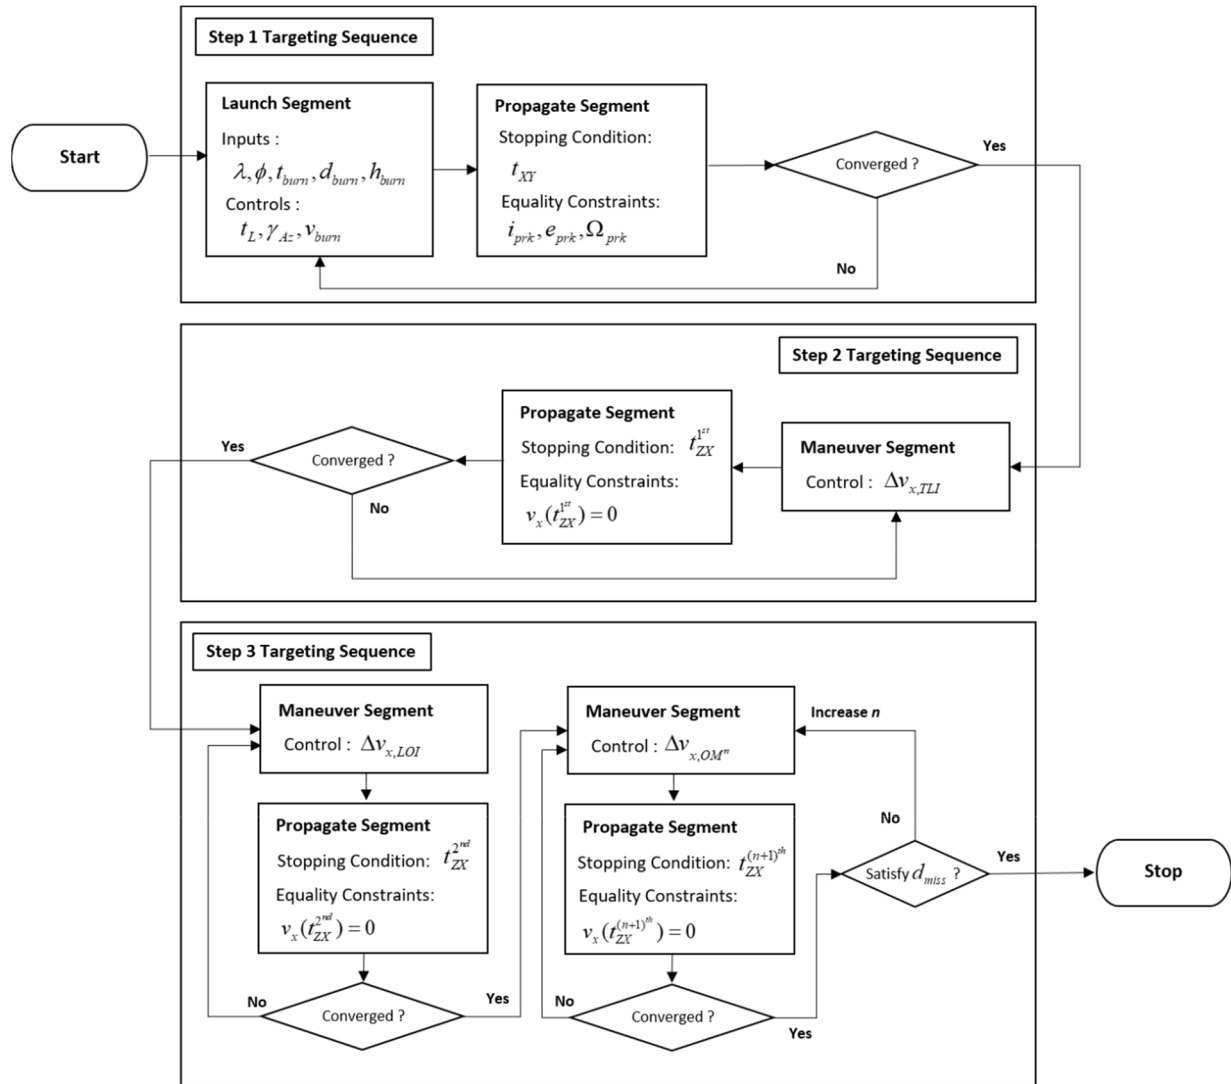 Step 1 Targeting Sequence
Start
Launch Segment
Inputs :
λ, ϕ, t_burn, d_burn, h_burn
Controls :
t_L, γ_Az, v_burn
Propagate Segment
Stopping Condition:
t_XY
Equality Constraints:
i_prk, e_prk, Ω_prk
Converged ?
Yes
No
Step 2 Targeting Sequence
Maneuver Segment
Control : Δv_x,TLI
Propagate Segment
Stopping Condition: t_ZX^1st
Equality Constraints:
v_x(t_ZX^1st) = 0
Converged ?
Yes
No
Step 3 Targeting Sequence
Maneuver Segment
Control : Δv_x,LOI
Propagate Segment
Stopping Condition: t_ZX^2nd
Equality Constraints:
v_x(t_ZX^2nd) = 0
Converged ?
No
Yes
Maneuver Segment
Control : Δv_x,OM^n
Propagate Segment
Stopping Condition: t_ZX^(n+1)th
Equality Constraints:
v_x(t_ZX^(n+1)th) = 0
Converged ?
No
Yes
Increase n
No
Satisfy d_miss ?
Yes
Stop